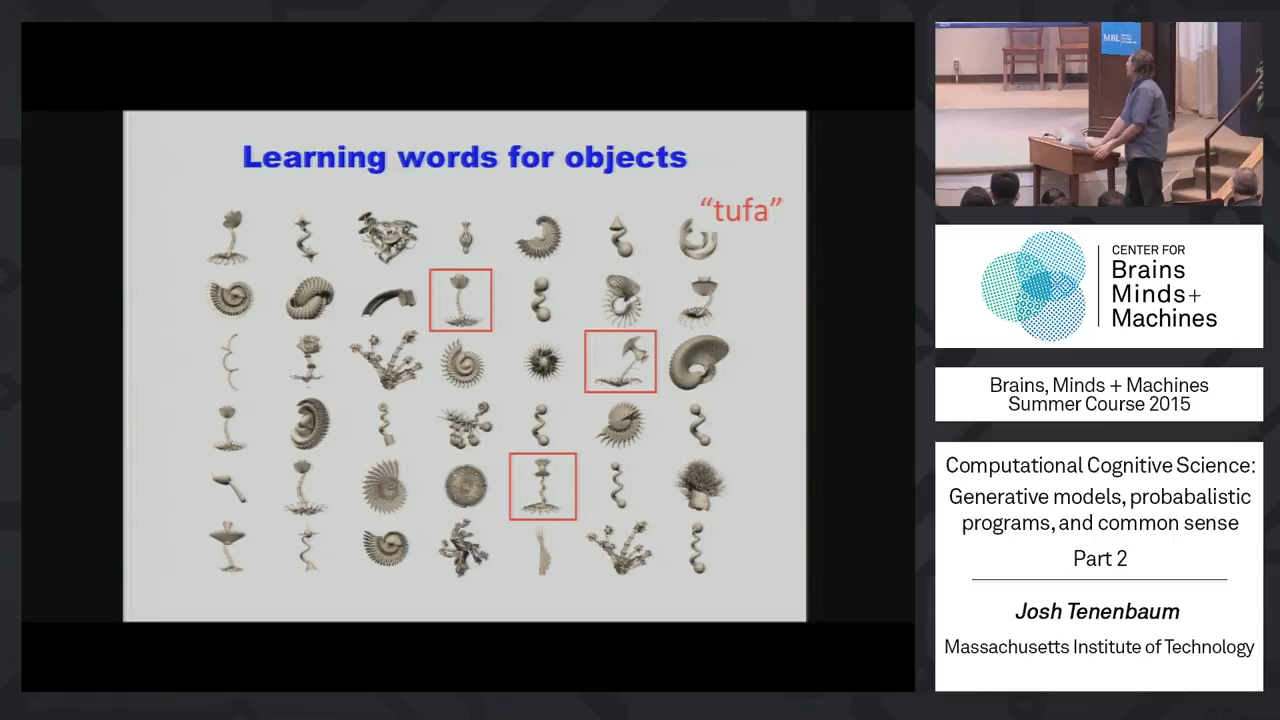 Learning words for objects
“tufa”
MBL
CENTER FOR
Brains
Minds+
Machines
Brains, Minds + Machines
Summer Course 2015
Computational Cognitive Science:
Generative models, probabalistic
programs, and common sense
Part 2
Josh Tenenbaum
Massachusetts Institute of Technology